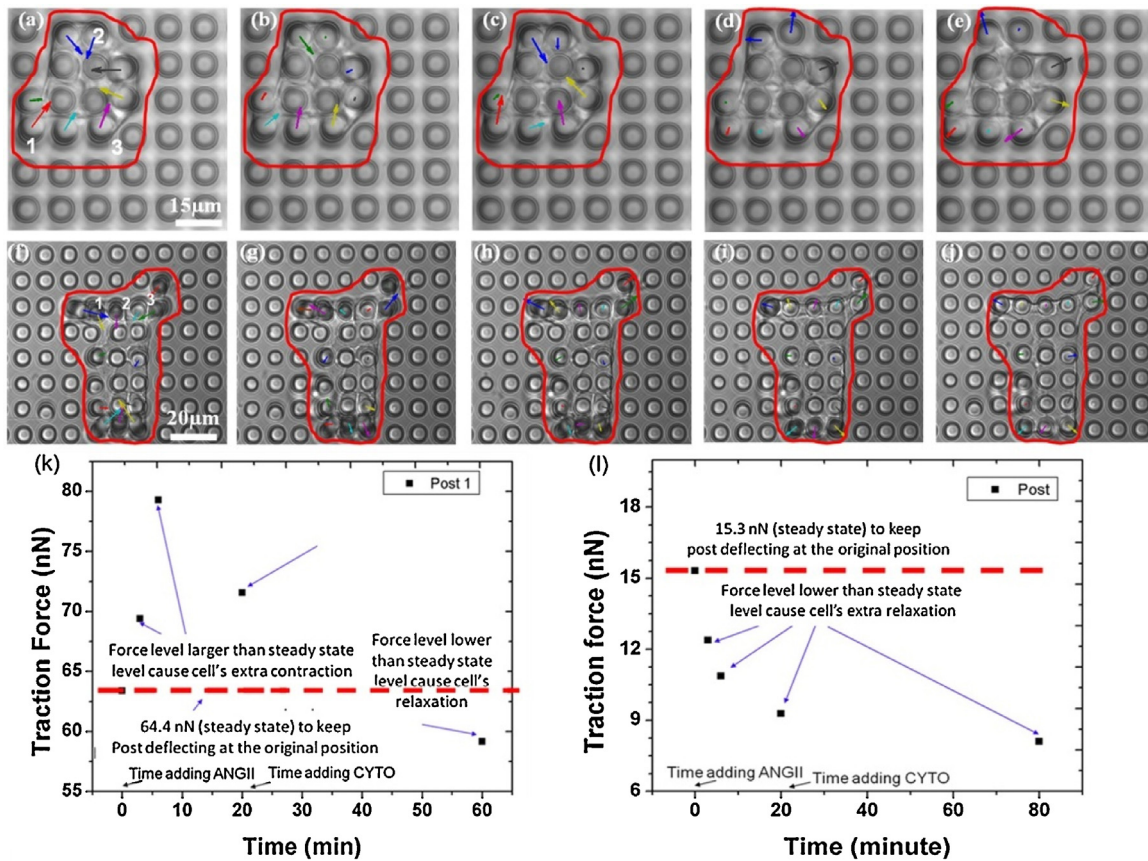 (a) (b) (c) (d) (e)
2
1 3
15μm
(f) (g) (h) (i) (j)
1 2 3
20μm
(k)
Traction Force (nN)
80
75
70
65
60
55
Post 1
Force level larger than steady state
level cause cell's extra contraction
Force level lower
than steady state
level cause cell's
relaxation
64.4 nN (steady state) to keep
Post deflecting at the original position
Time adding ANGII
Time adding CYTO
0 10 20 30 40 50 60
Time (min)
(l)
Traction force (nN)
18
15
12
9
6
Post
15.3 nN (steady state) to keep
post deflecting at the original position
Force level lower than steady state
level cause cell's extra relaxation
Time adding ANGII
Time adding CYTO
0 20 40 60 80
Time (minute)